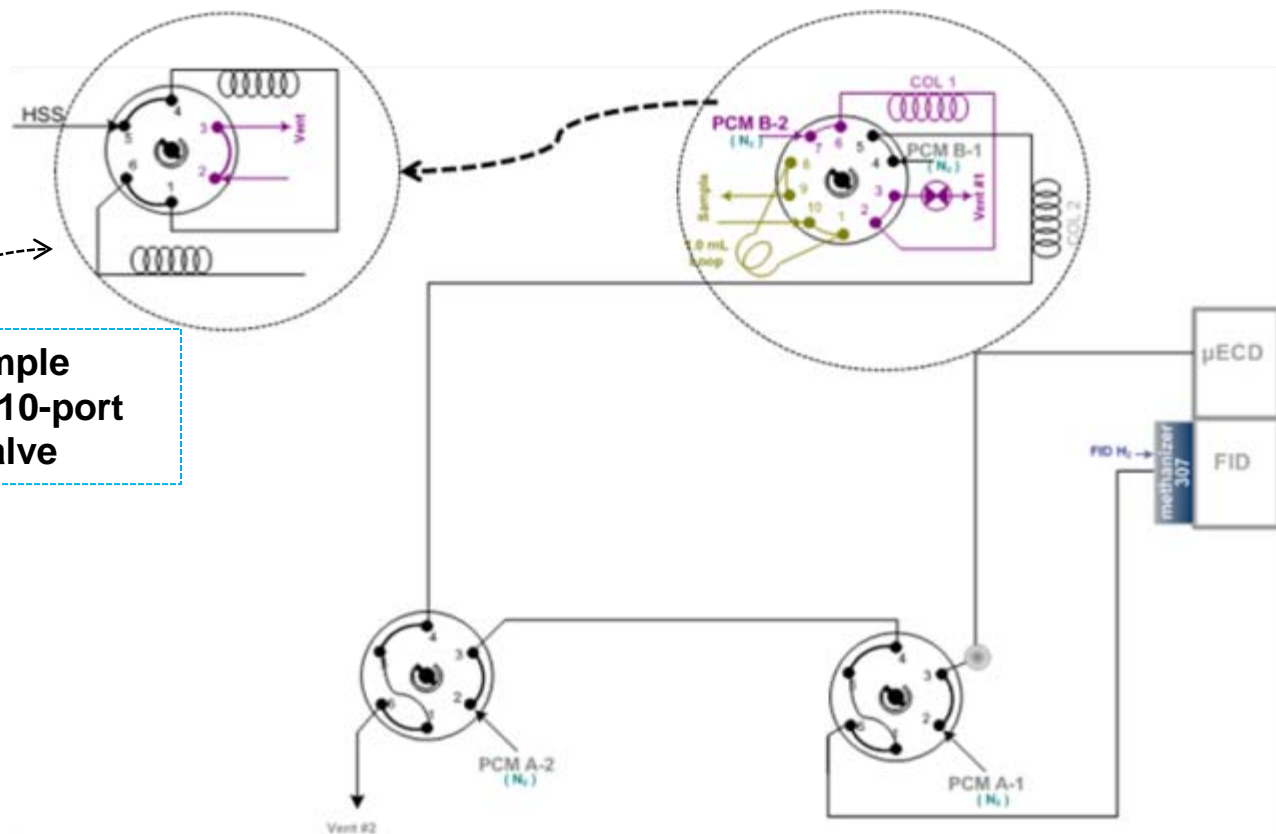 HSS
5
4
3
Vent
6
2
1
COL 1
PCM B-2
(N₂)
7
6
5
PCM B-1
(N₂)
8
4
9
3
Sample
10
2
1
Vent #1
1.0 mL
Loop
COL 2
mple
10-port
alve
µECD
FID H₂
methanizer
307
FID
4
3
2
6
1
PCM A-2
(N₂)
Vent #2
4
3
2
6
1
PCM A-1
(N₂)